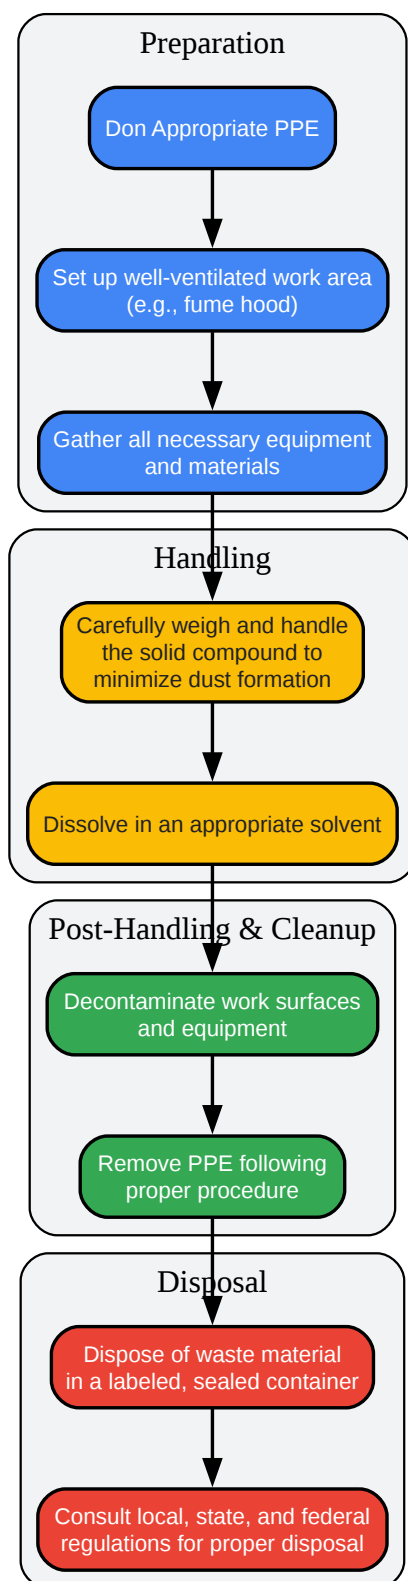 Preparation
Don Appropriate PPE
Set up well-ventilated work area
(e.g., fume hood)
Gather all necessary equipment
and materials
Handling
Carefully weigh and handle
the solid compound to
minimize dust formation
Dissolve in an appropriate solvent
Post-Handling & Cleanup
Decontaminate work surfaces
and equipment
Remove PPE following
proper procedure
Disposal
Dispose of waste material
in a labeled, sealed container
Consult local, state, and federal
regulations for proper disposal